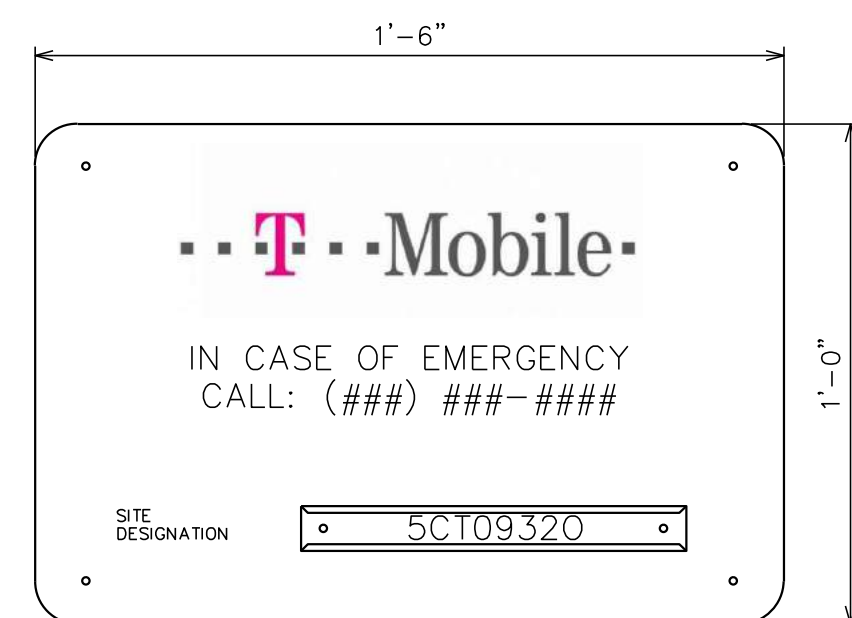 1'-6"
T Mobile
IN CASE OF EMERGENCY
CALL: (###) ###-####
1'-0"
SITE
DESIGNATION
5CT09320